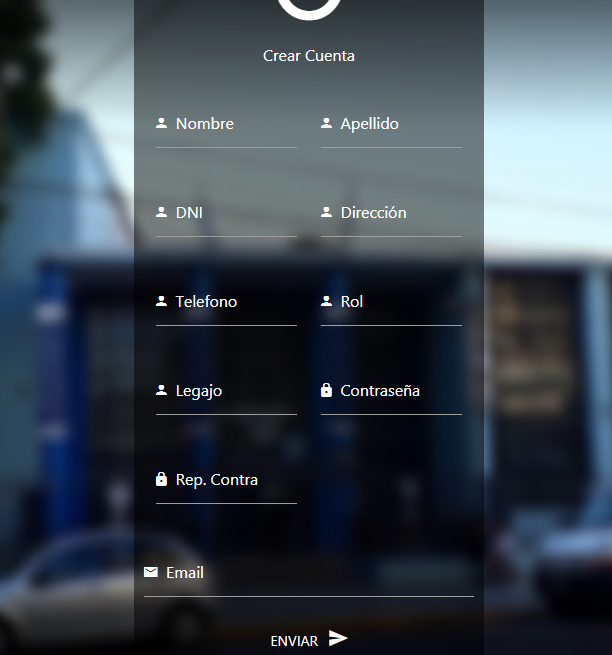 Crear Cuenta
Nombre
Apellido
DNI
Dirección
Telefono
Rol
Legajo
Contraseña
Rep. Contra
Email
ENVIAR